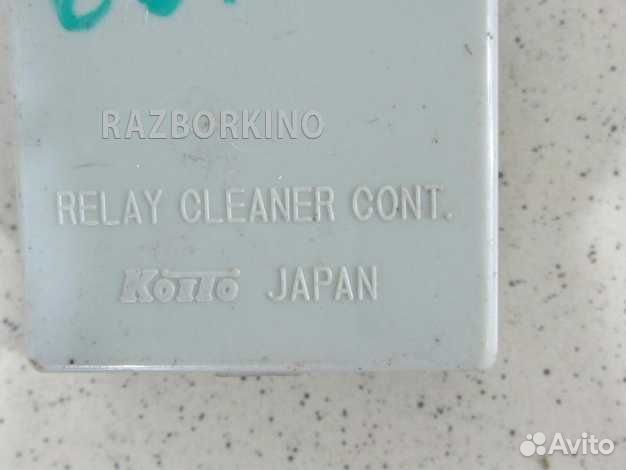 RAZBORKINO
RELAY CLEANER CONT.
KOITO JAPAN
Avito